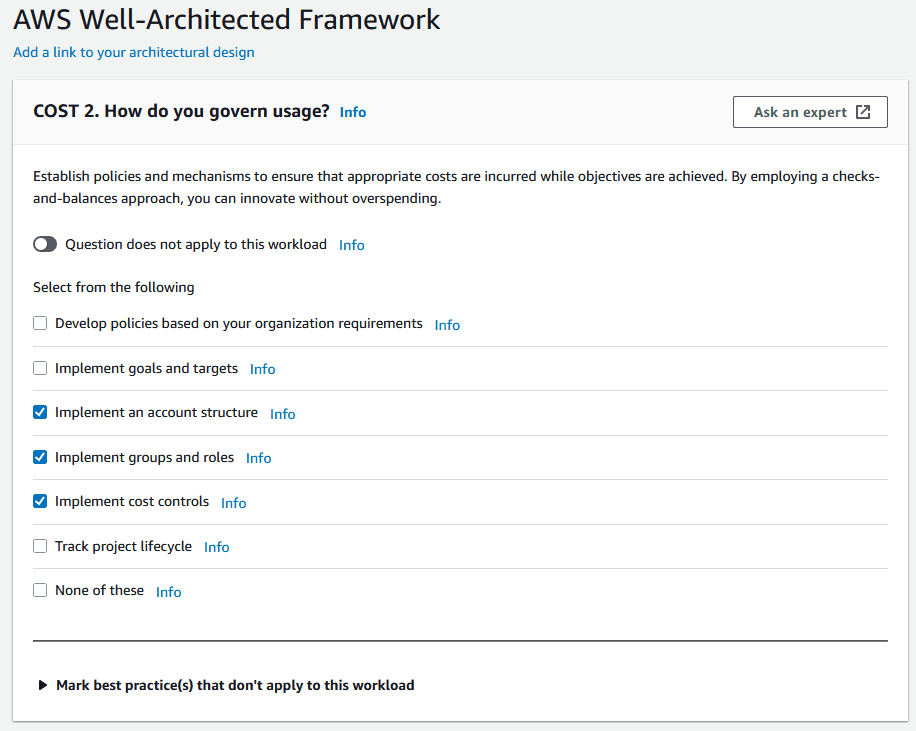 AWS Well-Architected Framework
Add a link to your architectural design
COST 2. How do you govern usage? Info
Ask an expert
Establish policies and mechanisms to ensure that appropriate costs are incurred while objectives are achieved. By employing a checks-
and-balances approach, you can innovate without overspending.
Question does not apply to this workload Info
Select from the following
Develop policies based on your organization requirements Info
Implement goals and targets Info
Implement an account structure Info
Implement groups and roles Info
Implement cost controls Info
Track project lifecycle Info
None of these Info
Mark best practice(s) that don't apply to this workload